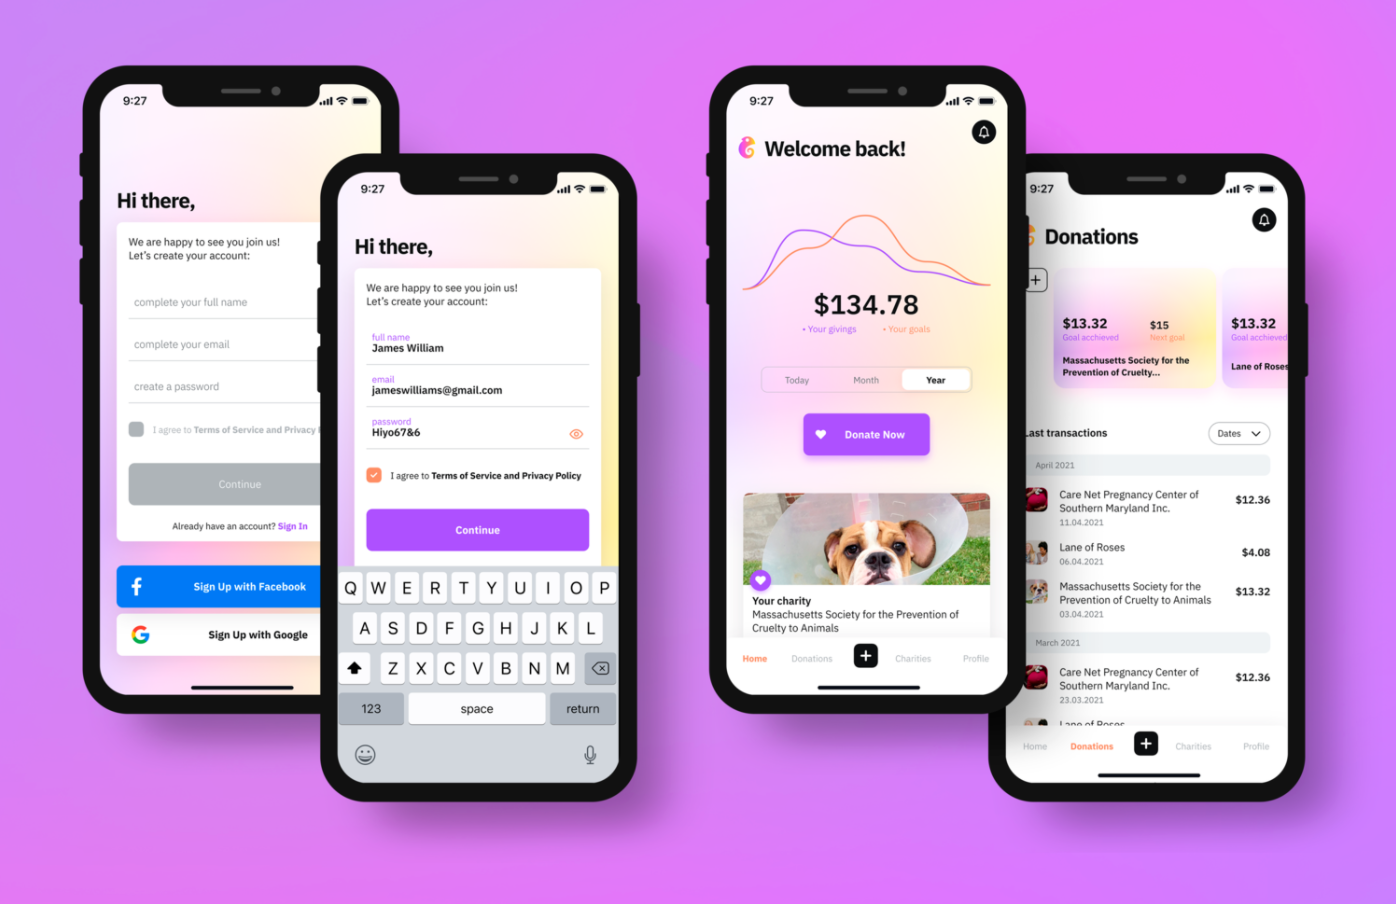 9:27
Hi there,
We are happy to see you join us!
Let's create your account:
complete your full name
complete your email
create a password
I agree to Terms of Service and Privacy
Continue
Already have an account? Sign In
Sign Up with Facebook
Sign Up with Google
9:27
Hi there,
We are happy to see you join us!
Let's create your account:
full name
James William
email
jameswilliams@gmail.com
password
Hiyo67&6
I agree to Terms of Service and Privacy Policy
Continue
Q W E R T Y U I O P
A S D F G H J K L
Z X C V B N M
123 space return
9:27
Welcome back!
$134.78
• Your givings • Your goals
Today Month Year
Donate Now
Your charity
Massachusetts Society for the Prevention of
Cruelty to Animals
Home Donations + Charities Profile
9:27
Donations
+
$13.32 $15
Goal acchieved Next goal
Massachusetts Society for the
Prevention of Cruelty...
$13.32
Goal acchieved
Lane of Roses
Last transactions Dates
April 2021
Care Net Pregnancy Center of
Southern Maryland Inc. $12.36
11.04.2021
Lane of Roses $4.08
06.04.2021
Massachusetts Society for the
Prevention of Cruelty to Animals $13.32
03.04.2021
March 2021
Care Net Pregnancy Center of
Southern Maryland Inc. $12.36
23.03.2021
Lane of Roses
Home Donations + Charities Profile